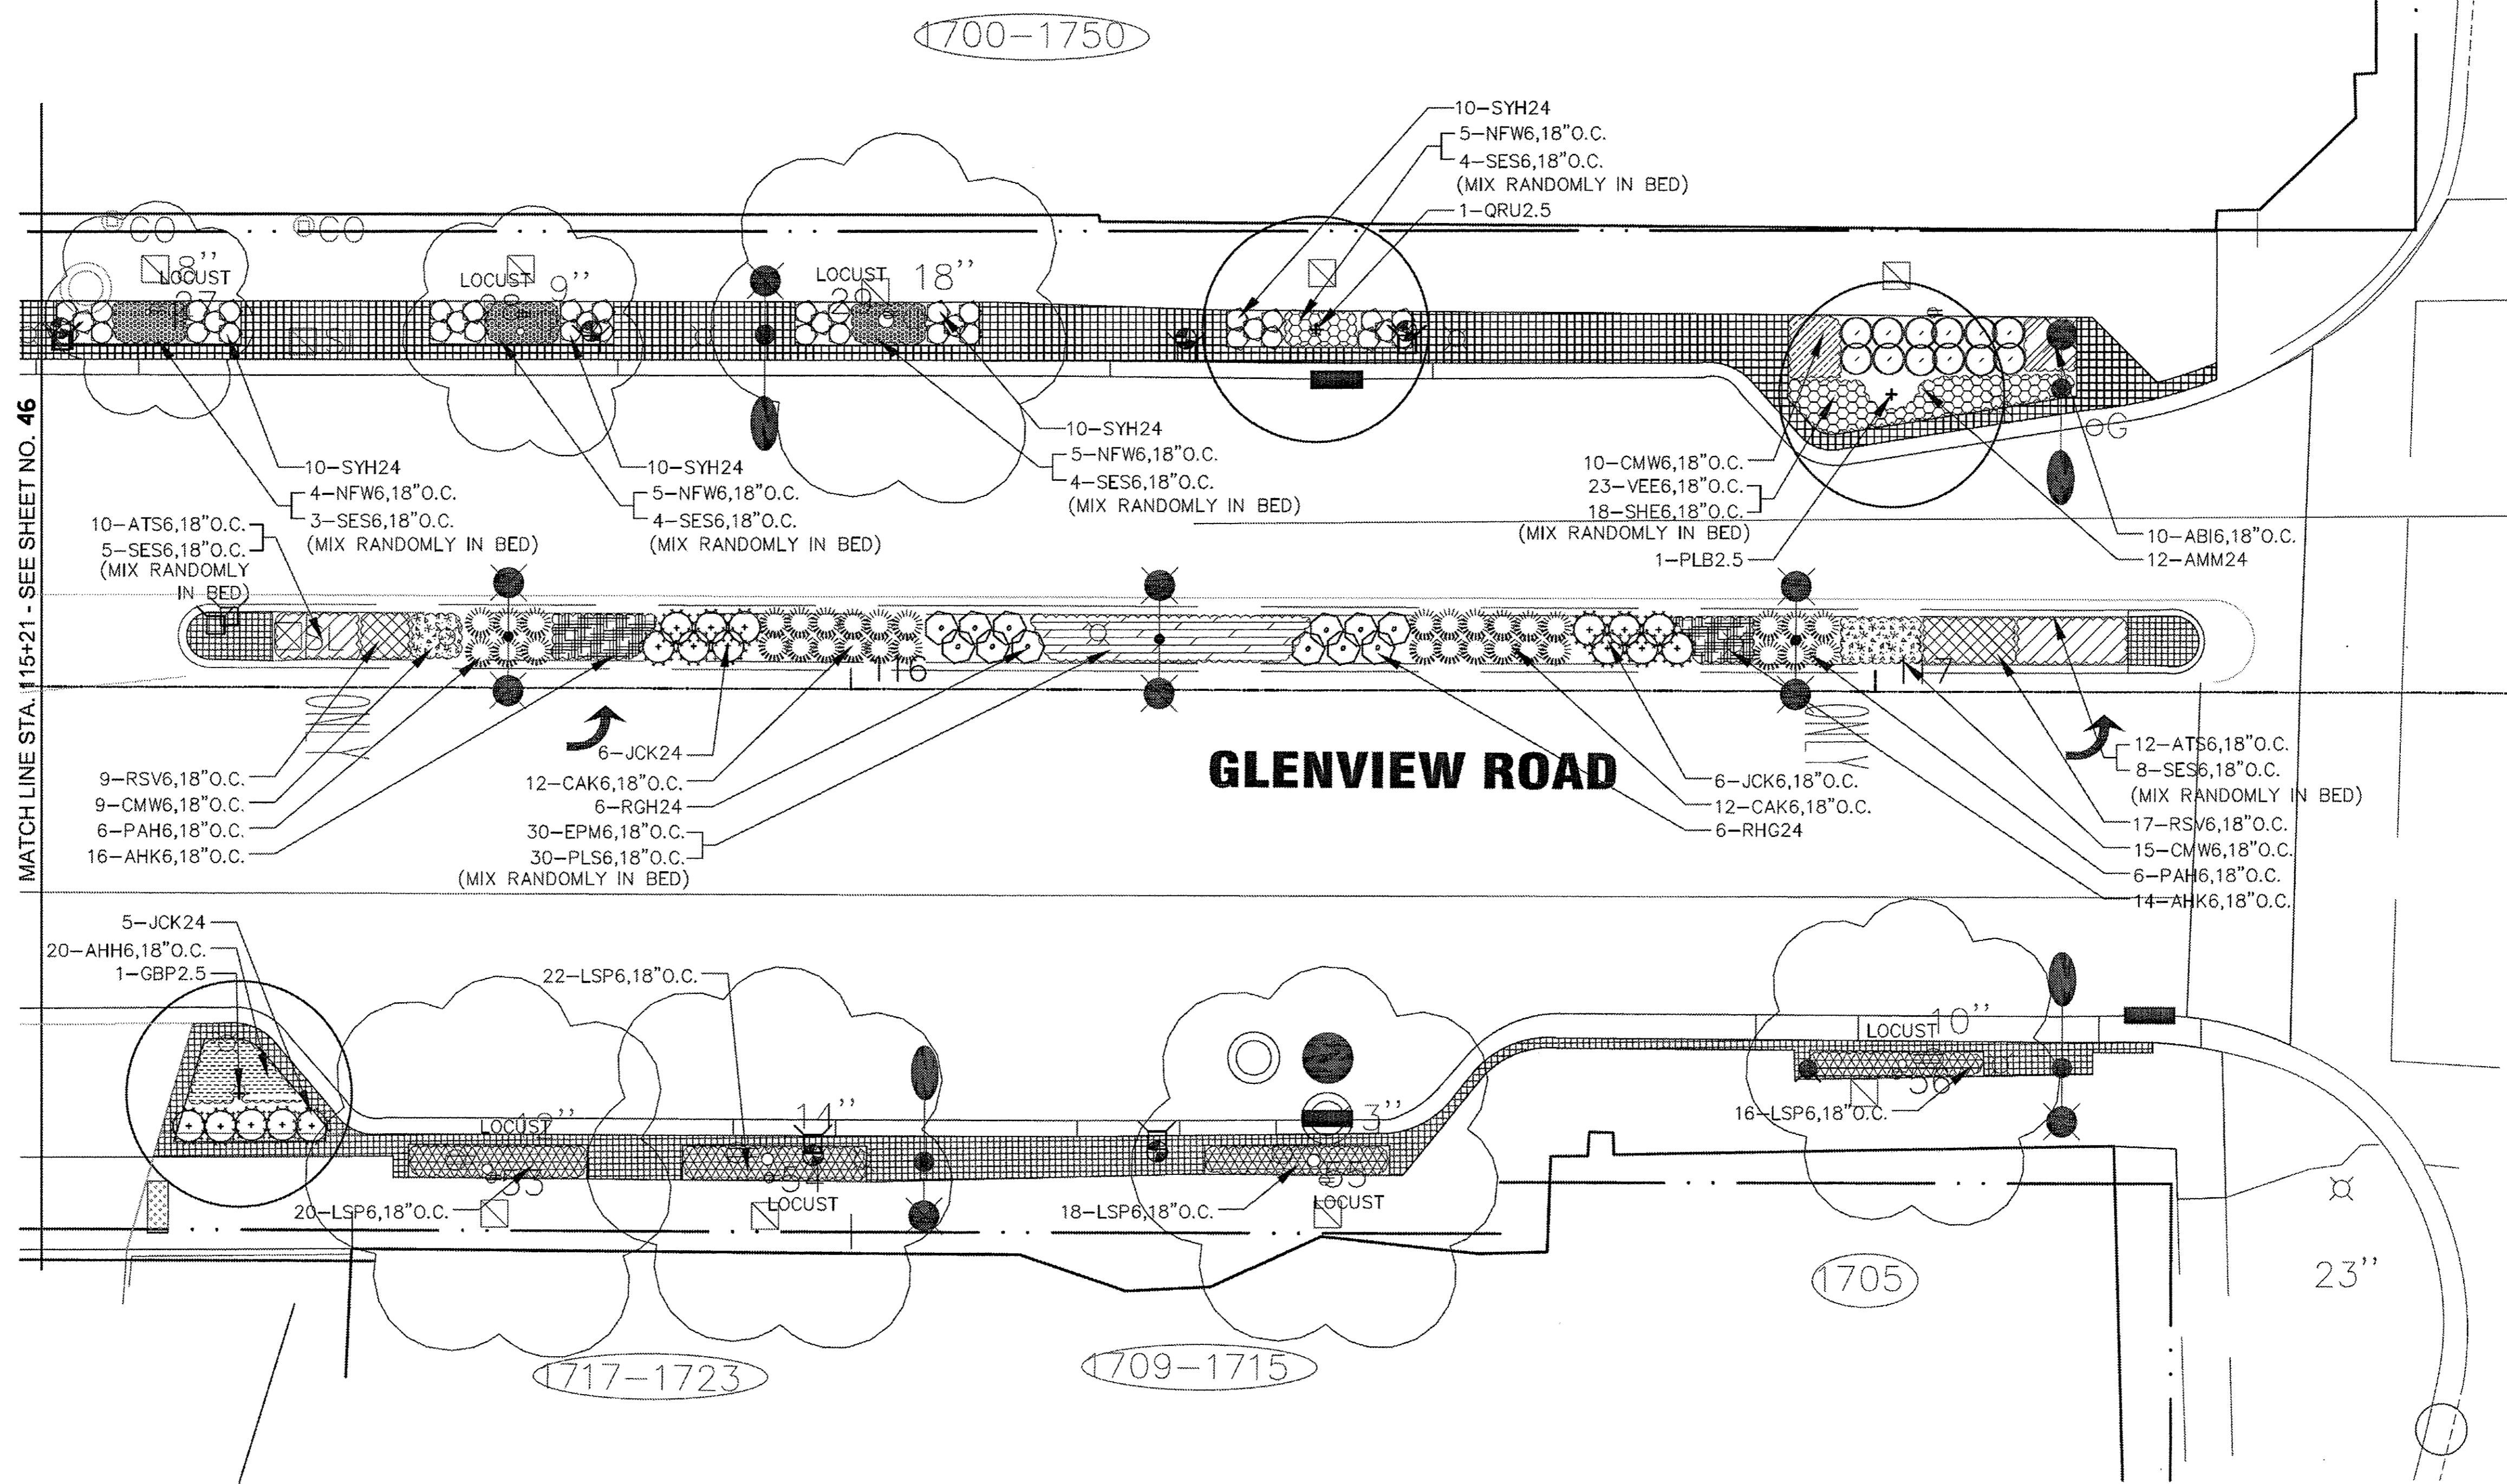 1700-1750
10-SYH24
5-NFW6,18"O.C.
4-SES6,18"O.C.
(MIX RANDOMLY IN BED)
1-QRU2.5
CO
CO
8''
LOCUST
LOCUST
9''
LOCUST
18''
10-SYH24
4-NFW6,18"O.C.
3-SES6,18"O.C.
(MIX RANDOMLY IN BED)
10-SYH24
5-NFW6,18"O.C.
4-SES6,18"O.C.
(MIX RANDOMLY IN BED)
10-SYH24
5-NFW6,18"O.C.
4-SES6,18"O.C.
(MIX RANDOMLY IN BED)
10-CMW6,18"O.C.
23-VEE6,18"O.C.
18-SHE6,18"O.C.
(MIX RANDOMLY IN BED)
1-PLB2.5
G
10-ABI6,18"O.C.
12-AMM24
MATCH LINE STA. 115+21 - SEE SHEET NO. 46
10-ATS6,18"O.C.
5-SES6,18"O.C.
(MIX RANDOMLY
IN BED)
116
117
ONLY
ONLY
GLENVIEW ROAD
9-RSV6,18"O.C.
9-CMW6,18"O.C.
6-PAH6,18"O.C.
16-AHK6,18"O.C.
6-JCK24
12-CAK6,18"O.C.
6-RGH24
30-EPM6,18"O.C.
30-PLS6,18"O.C.
(MIX RANDOMLY IN BED)
6-JCK6,18"O.C.
12-CAK6,18"O.C.
6-RHG24
12-ATS6,18"O.C.
8-SES6,18"O.C.
(MIX RANDOMLY IN BED)
17-RSV6,18"O.C.
15-CMW6,18"O.C.
6-PAH6,18"O.C.
14-AHK6,18"O.C.
5-JCK24
20-AHH6,18"O.C.
1-GBP2.5
22-LSP6,18"O.C.
LOCUST
14''
LOCUST
3''
LOCUST
LOCUST
10''
16-LSP6,18"O.C.
20-LSP6,18"O.C.
18-LSP6,18"O.C.
1705
23''
1717-1723
1709-1715